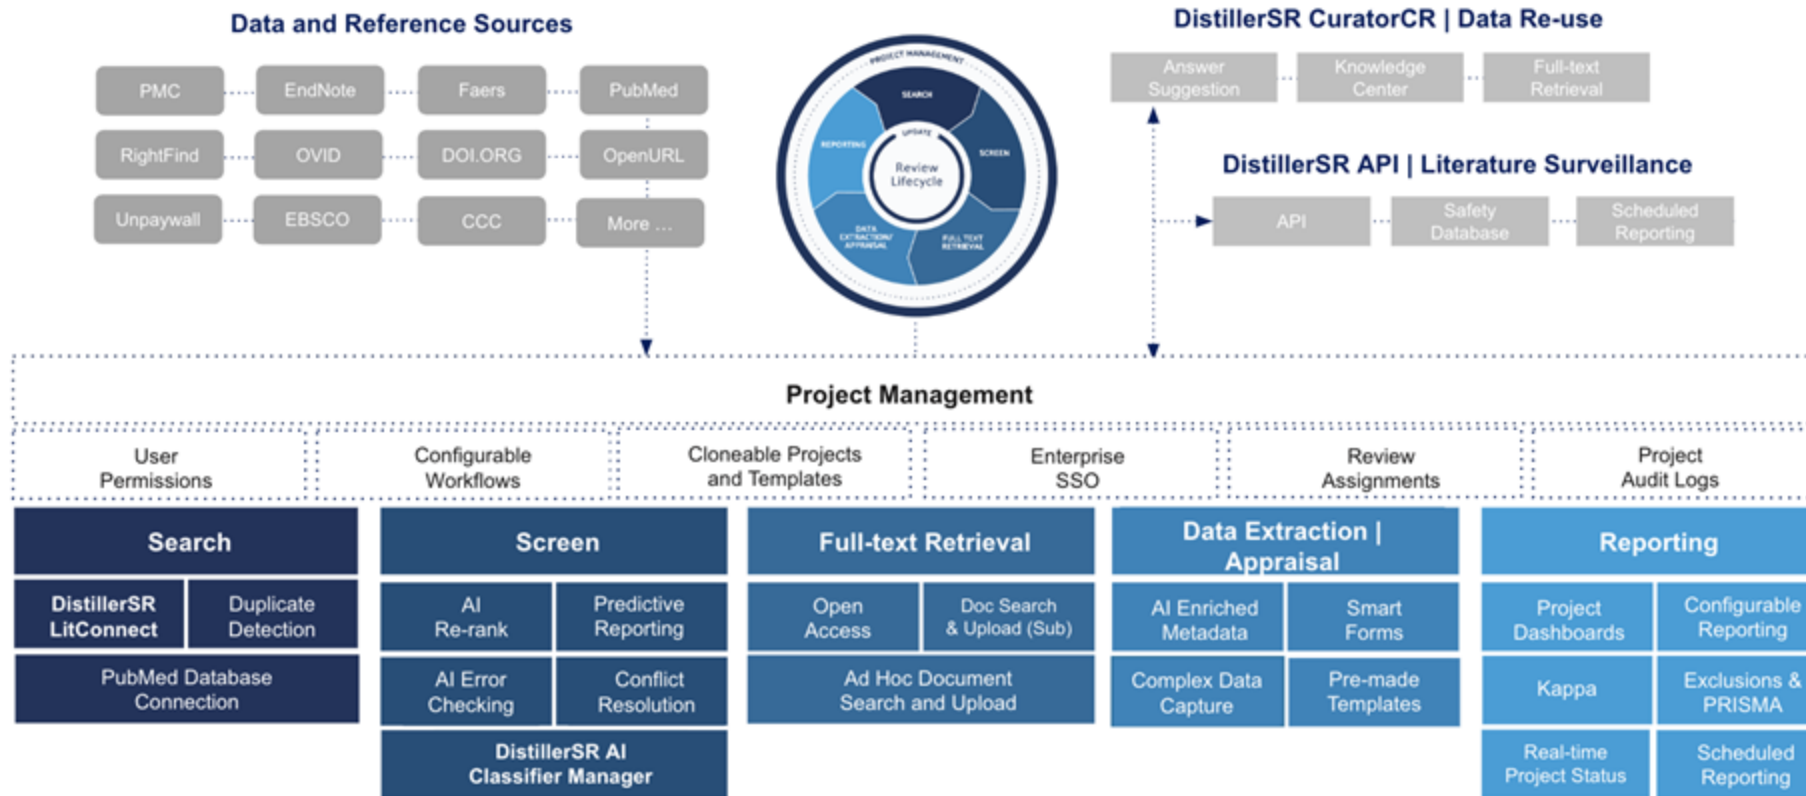 Data and Reference Sources
PMC
EndNote
Faers
PubMed
RightFind
OVID
DOI.ORG
OpenURL
Unpaywall
EBSCO
CCC
More ...
PROJECT MANAGEMENT
SEARCH
SCREEN
FULL TEXT
RETRIEVAL
DATA
EXTRACTION/
APPRAISAL
REPORTING
UPDATE
Review
Lifecycle
DistillerSR CuratorCR | Data Re-use
Answer
Suggestion
Knowledge
Center
Full-text
Retrieval
DistillerSR API | Literature Surveillance
API
Safety
Database
Scheduled
Reporting
Project Management
User
Permissions
Configurable
Workflows
Cloneable Projects
and Templates
Enterprise
SSO
Review
Assignments
Project
Audit Logs
Search
DistillerSR
LitConnect
Duplicate
Detection
PubMed Database
Connection
Screen
AI
Re-rank
Predictive
Reporting
AI Error
Checking
Conflict
Resolution
DistillerSR AI
Classifier Manager
Full-text Retrieval
Open
Access
Doc Search
& Upload (Sub)
Ad Hoc Document
Search and Upload
Data Extraction |
Appraisal
AI Enriched
Metadata
Smart
Forms
Complex Data
Capture
Pre-made
Templates
Reporting
Project
Dashboards
Configurable
Reporting
Kappa
Exclusions &
PRISMA
Real-time
Project Status
Scheduled
Reporting